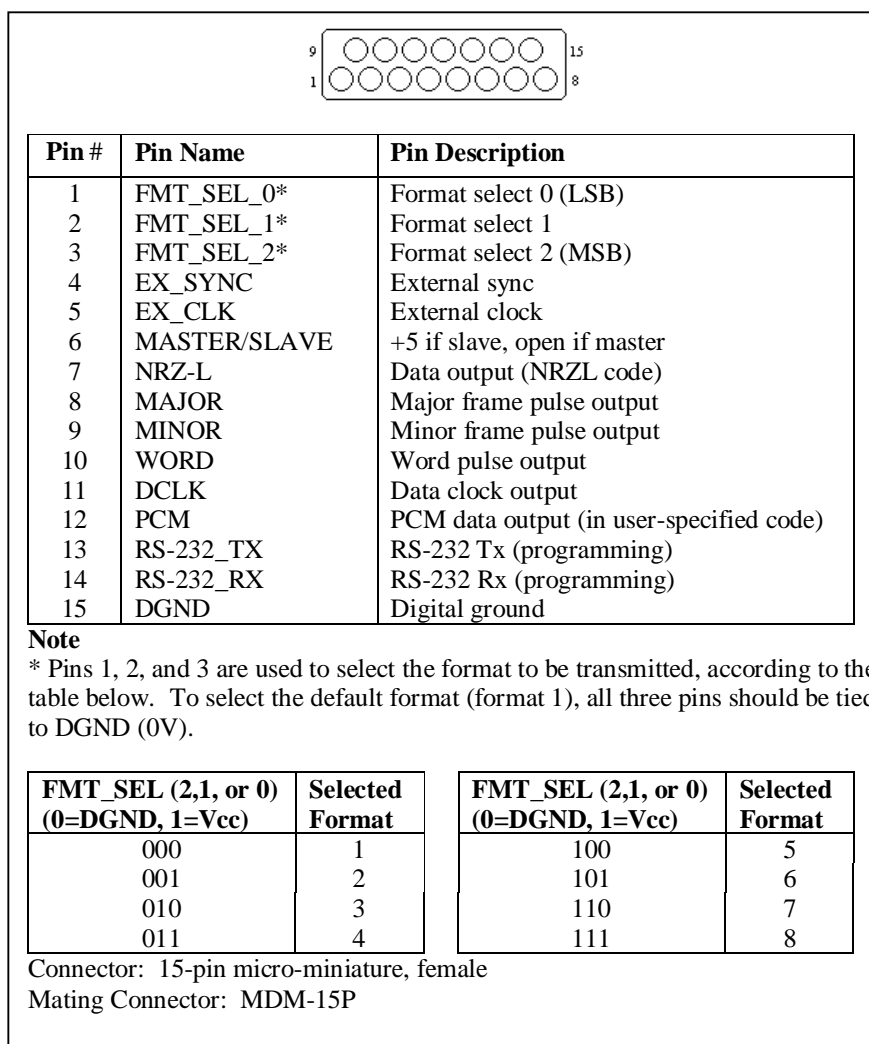 9 15
1 8
Pin # Pin Name Pin Description
1 FMT_SEL_0* Format select 0 (LSB)
2 FMT_SEL_1* Format select 1
3 FMT_SEL_2* Format select 2 (MSB)
4 EX_SYNC External sync
5 EX_CLK External clock
6 MASTER/SLAVE +5 if slave, open if master
7 NRZ-L Data output (NRZL code)
8 MAJOR Major frame pulse output
9 MINOR Minor frame pulse output
10 WORD Word pulse output
11 DCLK Data clock output
12 PCM PCM data output (in user-specified code)
13 RS-232_TX RS-232 Tx (programming)
14 RS-232_RX RS-232 Rx (programming)
15 DGND Digital ground
Note
* Pins 1, 2, and 3 are used to select the format to be transmitted, according to the
table below. To select the default format (format 1), all three pins should be tied
to DGND (0V).
FMT_SEL (2,1, or 0) Selected FMT_SEL (2,1, or 0) Selected
(0=DGND, 1=Vcc) Format (0=DGND, 1=Vcc) Format
000 1 100 5
001 2 101 6
010 3 110 7
011 4 111 8
Connector: 15-pin micro-miniature, female
Mating Connector: MDM-15P